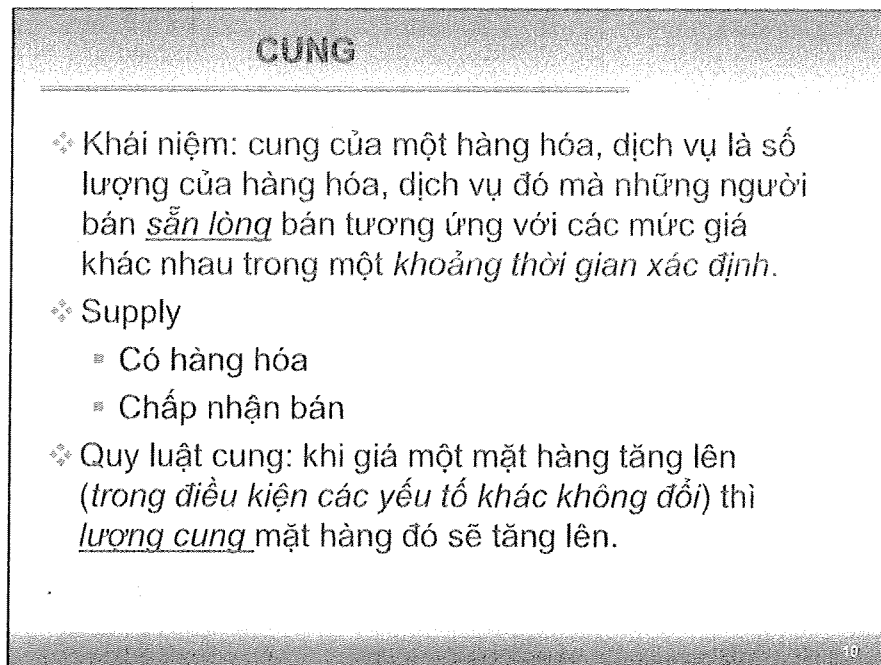 CUNG
Khái niệm: cung của một hàng hóa, dịch vụ là số
lượng của hàng hóa, dịch vụ đó mà những người
bán sẵn lòng bán tương ứng với các mức giá
khác nhau trong một khoảng thời gian xác định.
Supply
Có hàng hóa
Chấp nhận bán
Quy luật cung: khi giá một mặt hàng tăng lên
(trong điều kiện các yếu tố khác không đổi) thì
lượng cung mặt hàng đó sẽ tăng lên.
10